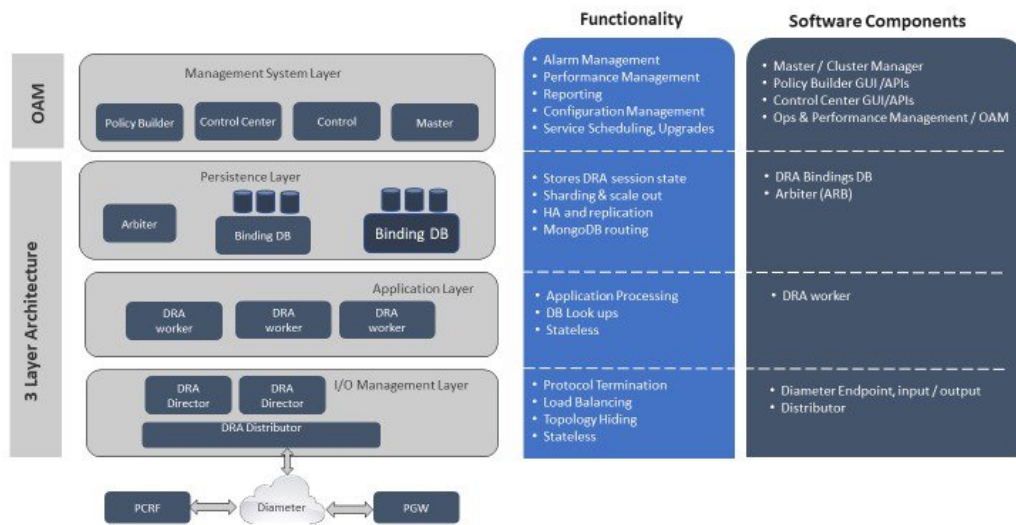 Functionality
Software Components
OAM
Management System Layer
Policy Builder
Control Center
Control
Master
• Alarm Management
• Performance Management
• Reporting
• Configuration Management
• Service Scheduling, Upgrades
• Master / Cluster Manager
• Policy Builder GUI/APIs
• Control Center GUI/APIs
• Ops & Performance Management / OAM
3 Layer Architecture
Persistence Layer
Arbiter
Binding DB
Binding DB
• Stores DRA session state
• Sharding & scale out
• HA and replication
• MongoDB routing
• DRA Bindings DB
• Arbiter (ARB)
Application Layer
DRA
worker
DRA
worker
DRA
worker
• Application Processing
• DB Look ups
• Stateless
• DRA worker
I/O Management Layer
DRA
Director
DRA
Director
DRA Distributor
• Protocol Termination
• Load Balancing
• Topology Hiding
• Stateless
• Diameter Endpoint, input / output
• Distributor
PCRF
Diameter
PGW